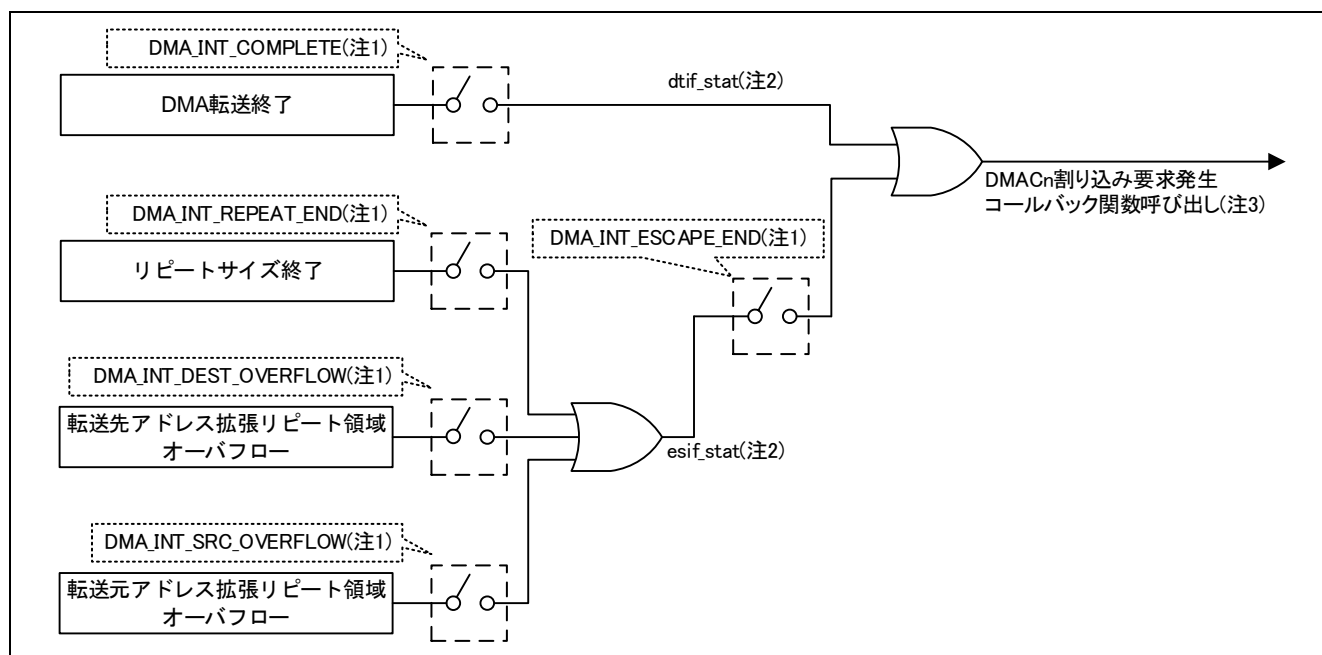 DMA_INT_COMPLETE(注1)
DMA転送終了
dtif_stat(注2)
DMACn割り込み要求発生
コールバック関数呼び出し(注3)
DMA_INT_REPEAT_END(注1)
リピートサイズ終了
DMA_INT_ESCAPE_END(注1)
DMA_INT_DEST_OVERFLOW(注1)
転送先アドレス拡張リピート領域
オーバフロー
esif_stat(注2)
DMA_INT_SRC_OVERFLOW(注1)
転送元アドレス拡張リピート領域
オーバフロー